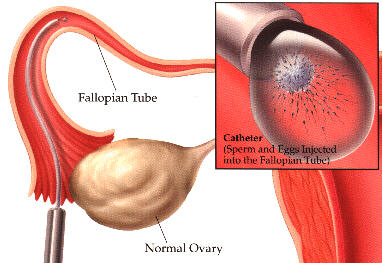 Fallopian Tube
Catheter
(Sperm and Eggs Injected
into the Fallopian Tube)
Normal Ovary